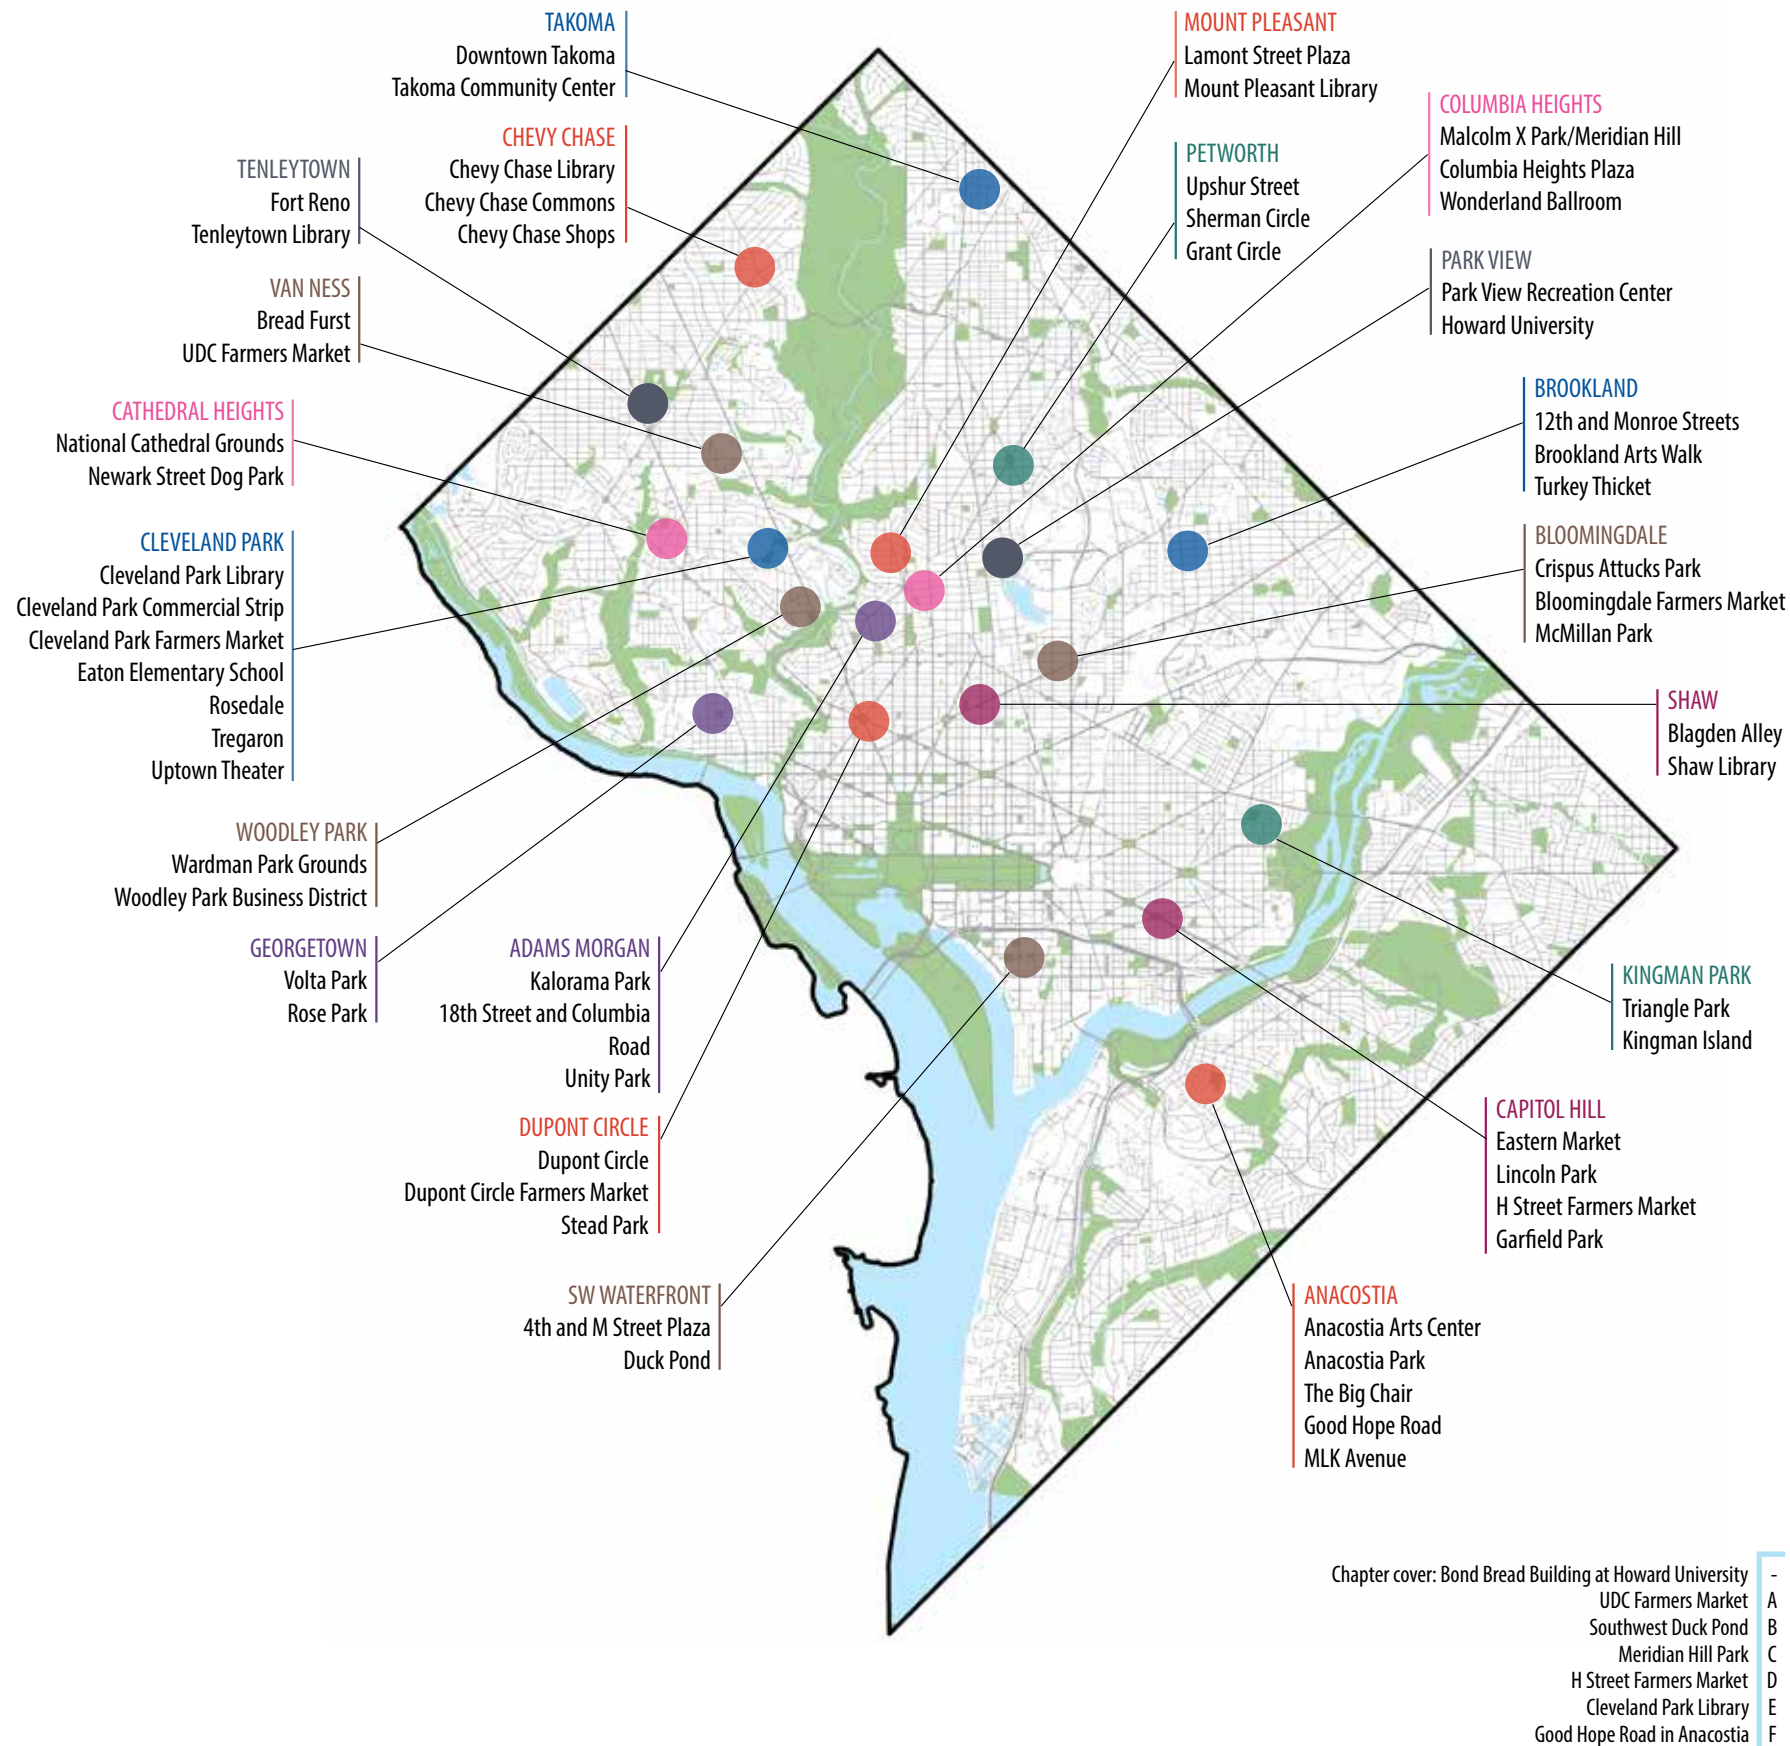 TAKOMA
Downtown Takoma
Takoma Community Center
MOUNT PLEASANT
Lamont Street Plaza
Mount Pleasant Library
COLUMBIA HEIGHTS
Malcolm X Park/Meridian Hill
Columbia Heights Plaza
Wonderland Ballroom
CHEVY CHASE
Chevy Chase Library
Chevy Chase Commons
Chevy Chase Shops
PETWORTH
Upshur Street
Sherman Circle
Grant Circle
TENLEYTOWN
Fort Reno
Tenleytown Library
PARK VIEW
Park View Recreation Center
Howard University
VAN NESS
Bread Furst
UDC Farmers Market
BROOKLAND
12th and Monroe Streets
Brookland Arts Walk
Turkey Thicket
CATHEDRAL HEIGHTS
National Cathedral Grounds
Newark Street Dog Park
BLOOMINGDALE
Crispus Attucks Park
Bloomingdale Farmers Market
McMillan Park
CLEVELAND PARK
Cleveland Park Library
Cleveland Park Commercial Strip
Cleveland Park Farmers Market
Eaton Elementary School
Rosedale
Tregaron
Uptown Theater
SHAW
Blagden Alley
Shaw Library
WOODLEY PARK
Wardman Park Grounds
Woodley Park Business District
GEORGETOWN
Volta Park
Rose Park
ADAMS MORGAN
Kalorama Park
18th Street and Columbia
Road
Unity Park
KINGMAN PARK
Triangle Park
Kingman Island
DUPONT CIRCLE
Dupont Circle
Dupont Circle Farmers Market
Stead Park
CAPITOL HILL
Eastern Market
Lincoln Park
H Street Farmers Market
Garfield Park
SW WATERFRONT
4th and M Street Plaza
Duck Pond
ANACOSTIA
Anacostia Arts Center
Anacostia Park
The Big Chair
Good Hope Road
MLK Avenue
Chapter cover: Bond Bread Building at Howard University -
UDC Farmers Market A
Southwest Duck Pond B
Meridian Hill Park C
H Street Farmers Market D
Cleveland Park Library E
Good Hope Road in Anacostia F